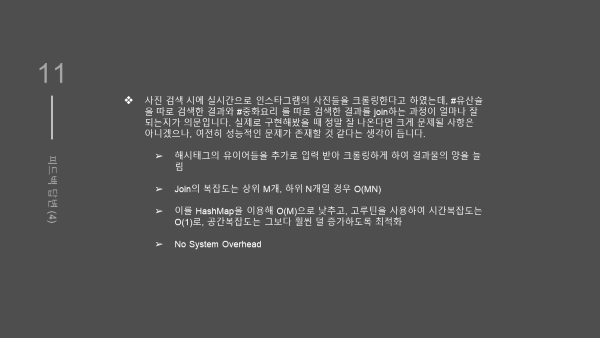 11
피드백 답변 (4)
❖ 사진 검색 시에 실시간으로 인스타그램의 사진들을 크롤링한다고 하였는데, #유산슬
을 따로 검색한 결과와 #중화요리 를 따로 검색한 결과를 join하는 과정이 얼마나 잘
되는지가 의문입니다. 실제로 구현해봤을 때 정말 잘 나온다면 크게 문제될 사항은
아니겠으나, 여전히 성능적인 문제가 존재할 것 같다는 생각이 듭니다.
➢ 해시태그의 유의어들을 추가로 입력 받아 크롤링하게 하여 결과물의 양을 늘
림
➢ Join의 복잡도는 상위 M개, 하위 N개일 경우 O(MN)
➢ 이를 HashMap을 이용해 O(M)으로 낮추고, 고루틴을 사용하여 시간복잡도는
O(1)로, 공간복잡도는 그보다 훨씬 덜 증가하도록 최적화
➢ No System Overhead